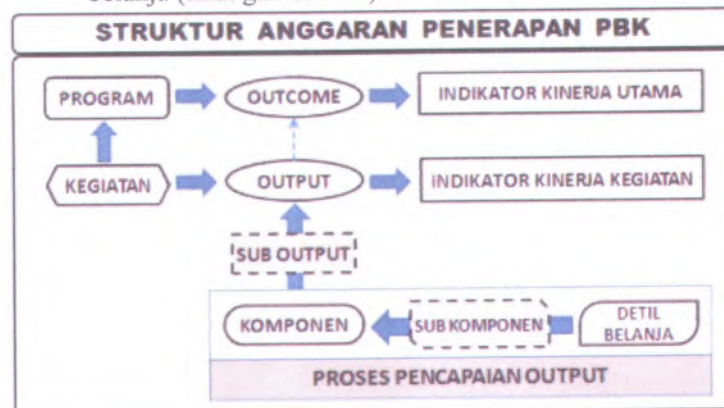 STRUKTUR ANGGARAN PENERAPAN PBK
PROGRAM
OUTCOME
INDIKATOR KINERJA UTAMA
KEGIATAN
OUTPUT
INDIKATOR KINERJA KEGIATAN
SUB OUTPUT
KOMPONEN
SUB KOMPONEN
DETIL
BELANJA
PROSES PENCAPAIAN OUTPUT